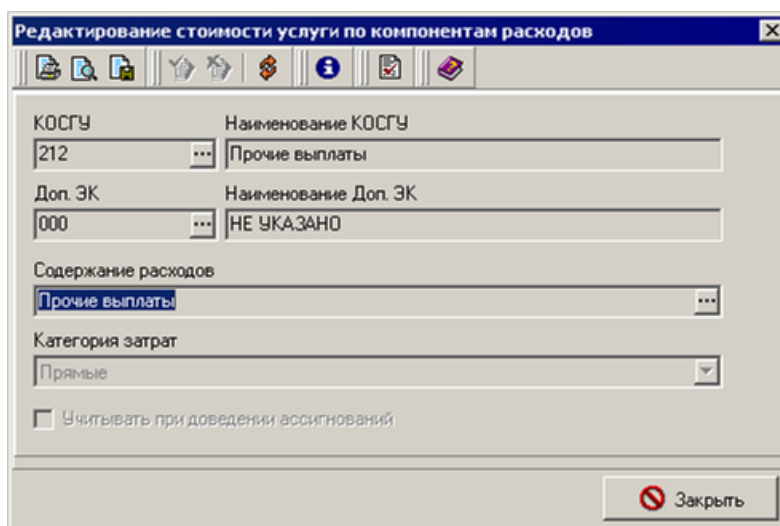 Редактирование стоимости услуги по компонентам расходов
КОСГУ Наименование КОСГУ
212 ... Прочие выплаты
Доп. ЭК Наименование Доп. ЭК
000 ... НЕ УКАЗАНО
Содержание расходов
Прочие выплаты ...
Категория затрат
Прямые
Учитывать при доведении ассигнований
Закрыть